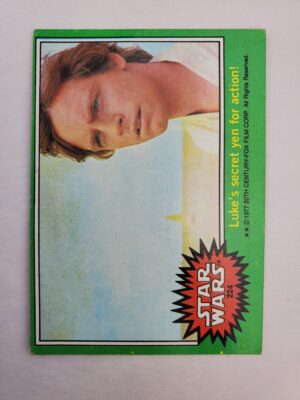 Luke's secret yen for action!
★★ © 1977 20TH CENTURY-FOX FILM CORP. All Rights Reserved.
STAR
WARS
224